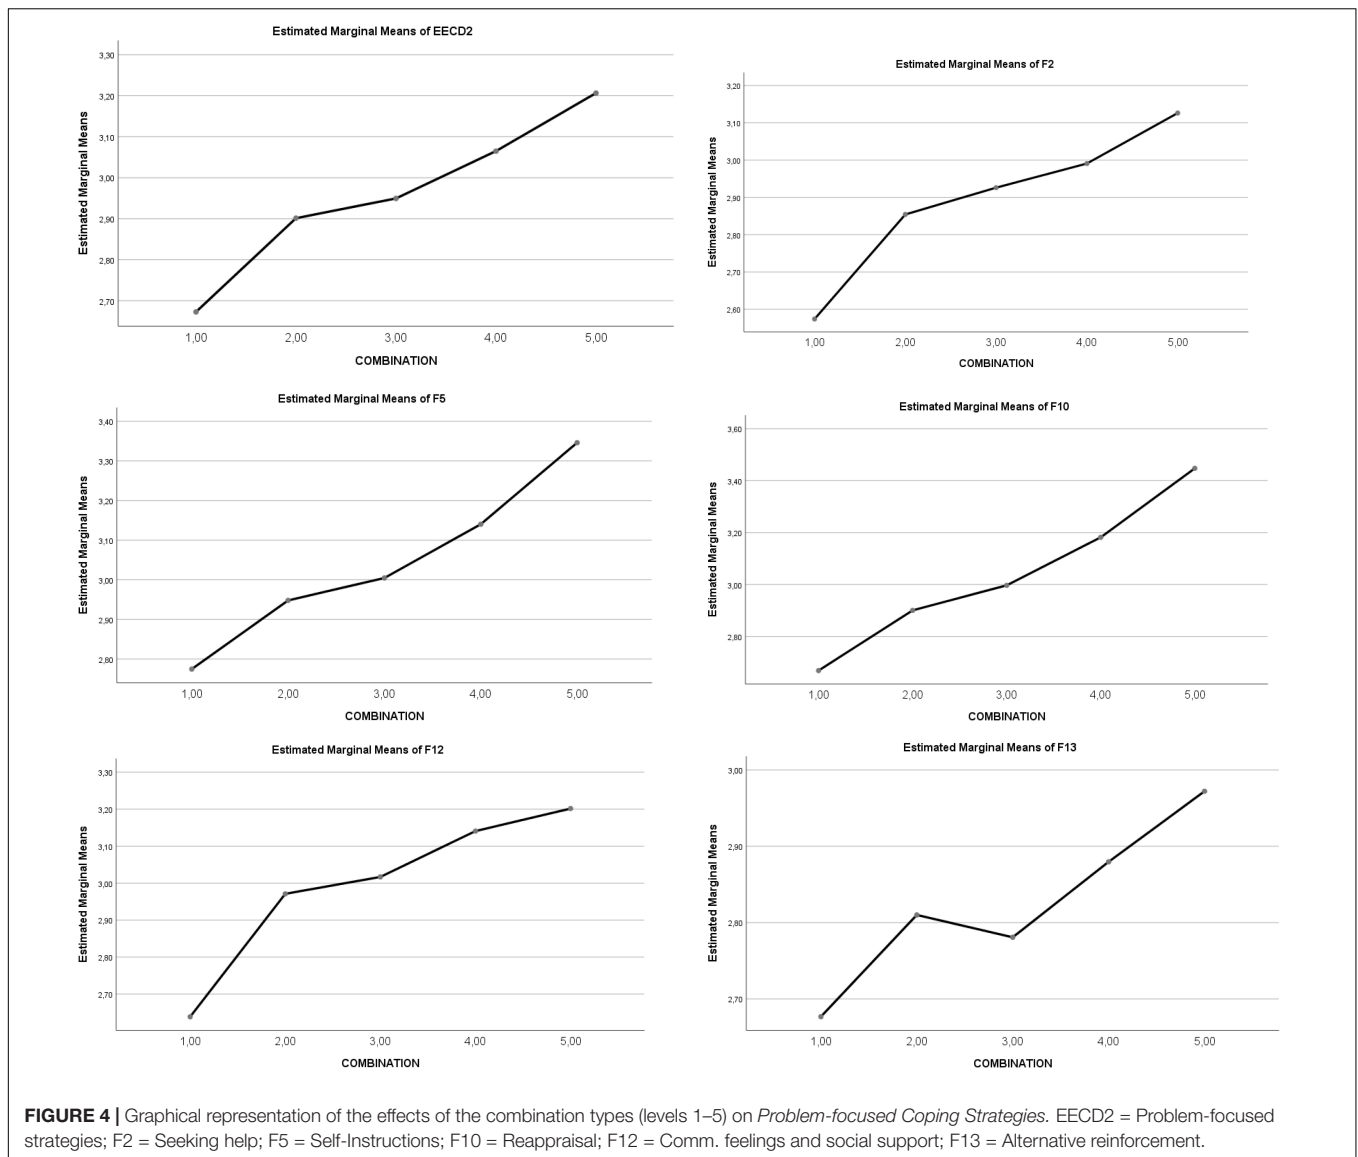 Estimated Marginal Means of EECD2
Estimated Marginal Means
3,30
3,20
3,10
3,00
2,90
2,80
2,70
1,00 2,00 3,00 4,00 5,00
COMBINATION
Estimated Marginal Means of F2
Estimated Marginal Means
3,20
3,10
3,00
2,90
2,80
2,70
2,60
1,00 2,00 3,00 4,00 5,00
COMBINATION
Estimated Marginal Means of F5
Estimated Marginal Means
3,40
3,30
3,20
3,10
3,00
2,90
2,80
1,00 2,00 3,00 4,00 5,00
COMBINATION
Estimated Marginal Means of F10
Estimated Marginal Means
3,60
3,40
3,20
3,00
2,80
1,00 2,00 3,00 4,00 5,00
COMBINATION
Estimated Marginal Means of F12
Estimated Marginal Means
3,30
3,20
3,10
3,00
2,90
2,80
2,70
1,00 2,00 3,00 4,00 5,00
COMBINATION
Estimated Marginal Means of F13
Estimated Marginal Means
3,00
2,90
2,80
2,70
1,00 2,00 3,00 4,00 5,00
COMBINATION
FIGURE 4 | Graphical representation of the effects of the combination types (levels 1–5) on Problem-focused Coping Strategies. EECD2 = Problem-focused
strategies; F2 = Seeking help; F5 = Self-Instructions; F10 = Reappraisal; F12 = Comm. feelings and social support; F13 = Alternative reinforcement.